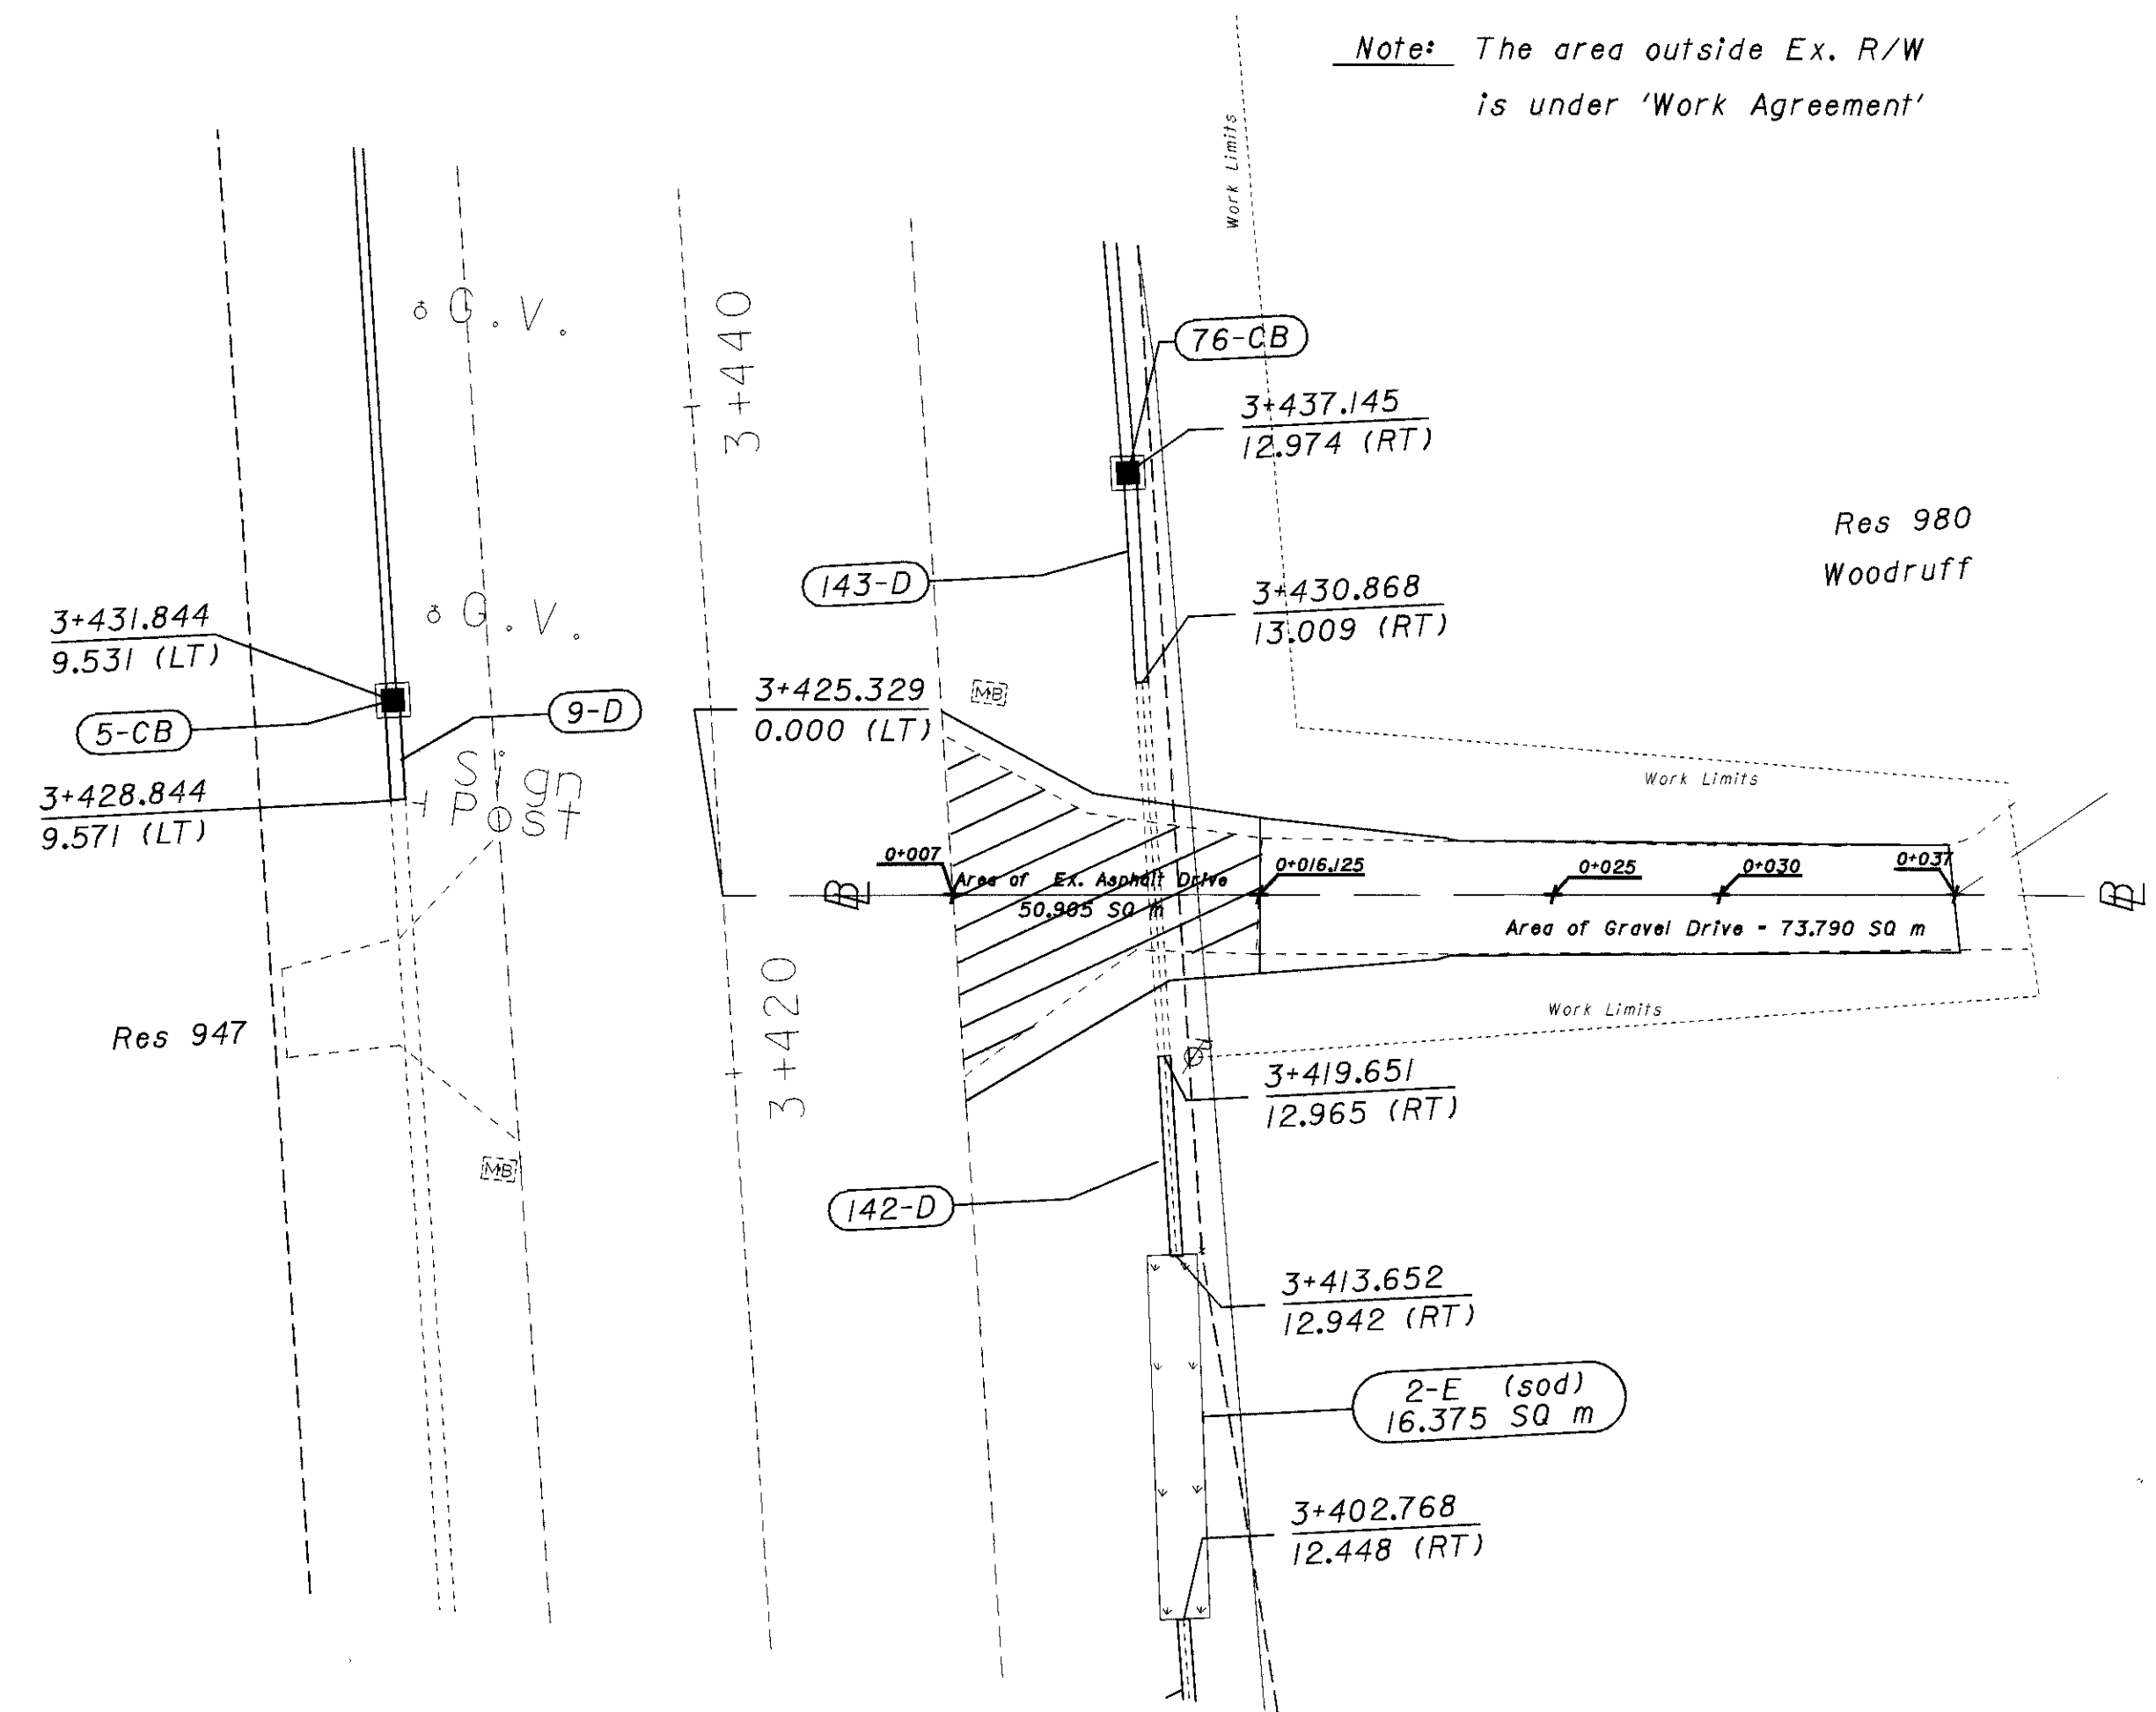 Note: The area outside Ex. R/W
is under 'Work Agreement'
Work Limits
G.V.
3+440
76-CB
3+437.145
12.974 (RT)
Res 980
Woodruff
143-D
3+430.868
13.009 (RT)
3+431.844
9.531 (LT)
G.V.
5-CB
9-D
3+425.329
0.000 (LT)
MB
Sign
Post
3+428.844
9.571 (LT)
Work Limits
0+007
Area of Ex. Asphalt Drive
50.905 SQ m
0+016.125
0+025
0+030
0+037
BL
BL
Area of Gravel Drive - 73.790 SQ m
Work Limits
Res 947
3+420
3+419.651
12.965 (RT)
MB
142-D
3+413.652
12.942 (RT)
2-E (sod)
16.375 SQ m
3+402.768
12.448 (RT)